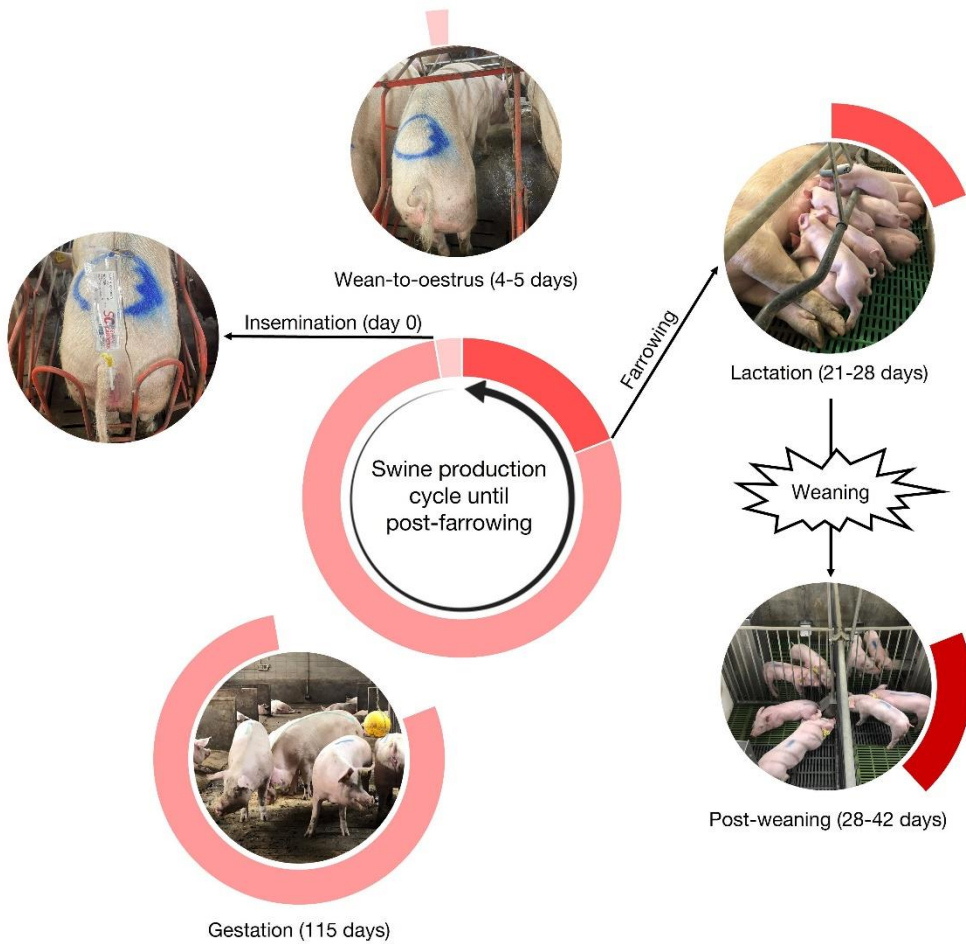 Wean-to-oestrus (4-5 days)
Insemination (day 0)
Farrowing
Lactation (21-28 days)
Swine production
cycle until
post-farrowing
Weaning
Post-weaning (28-42 days)
Gestation (115 days)